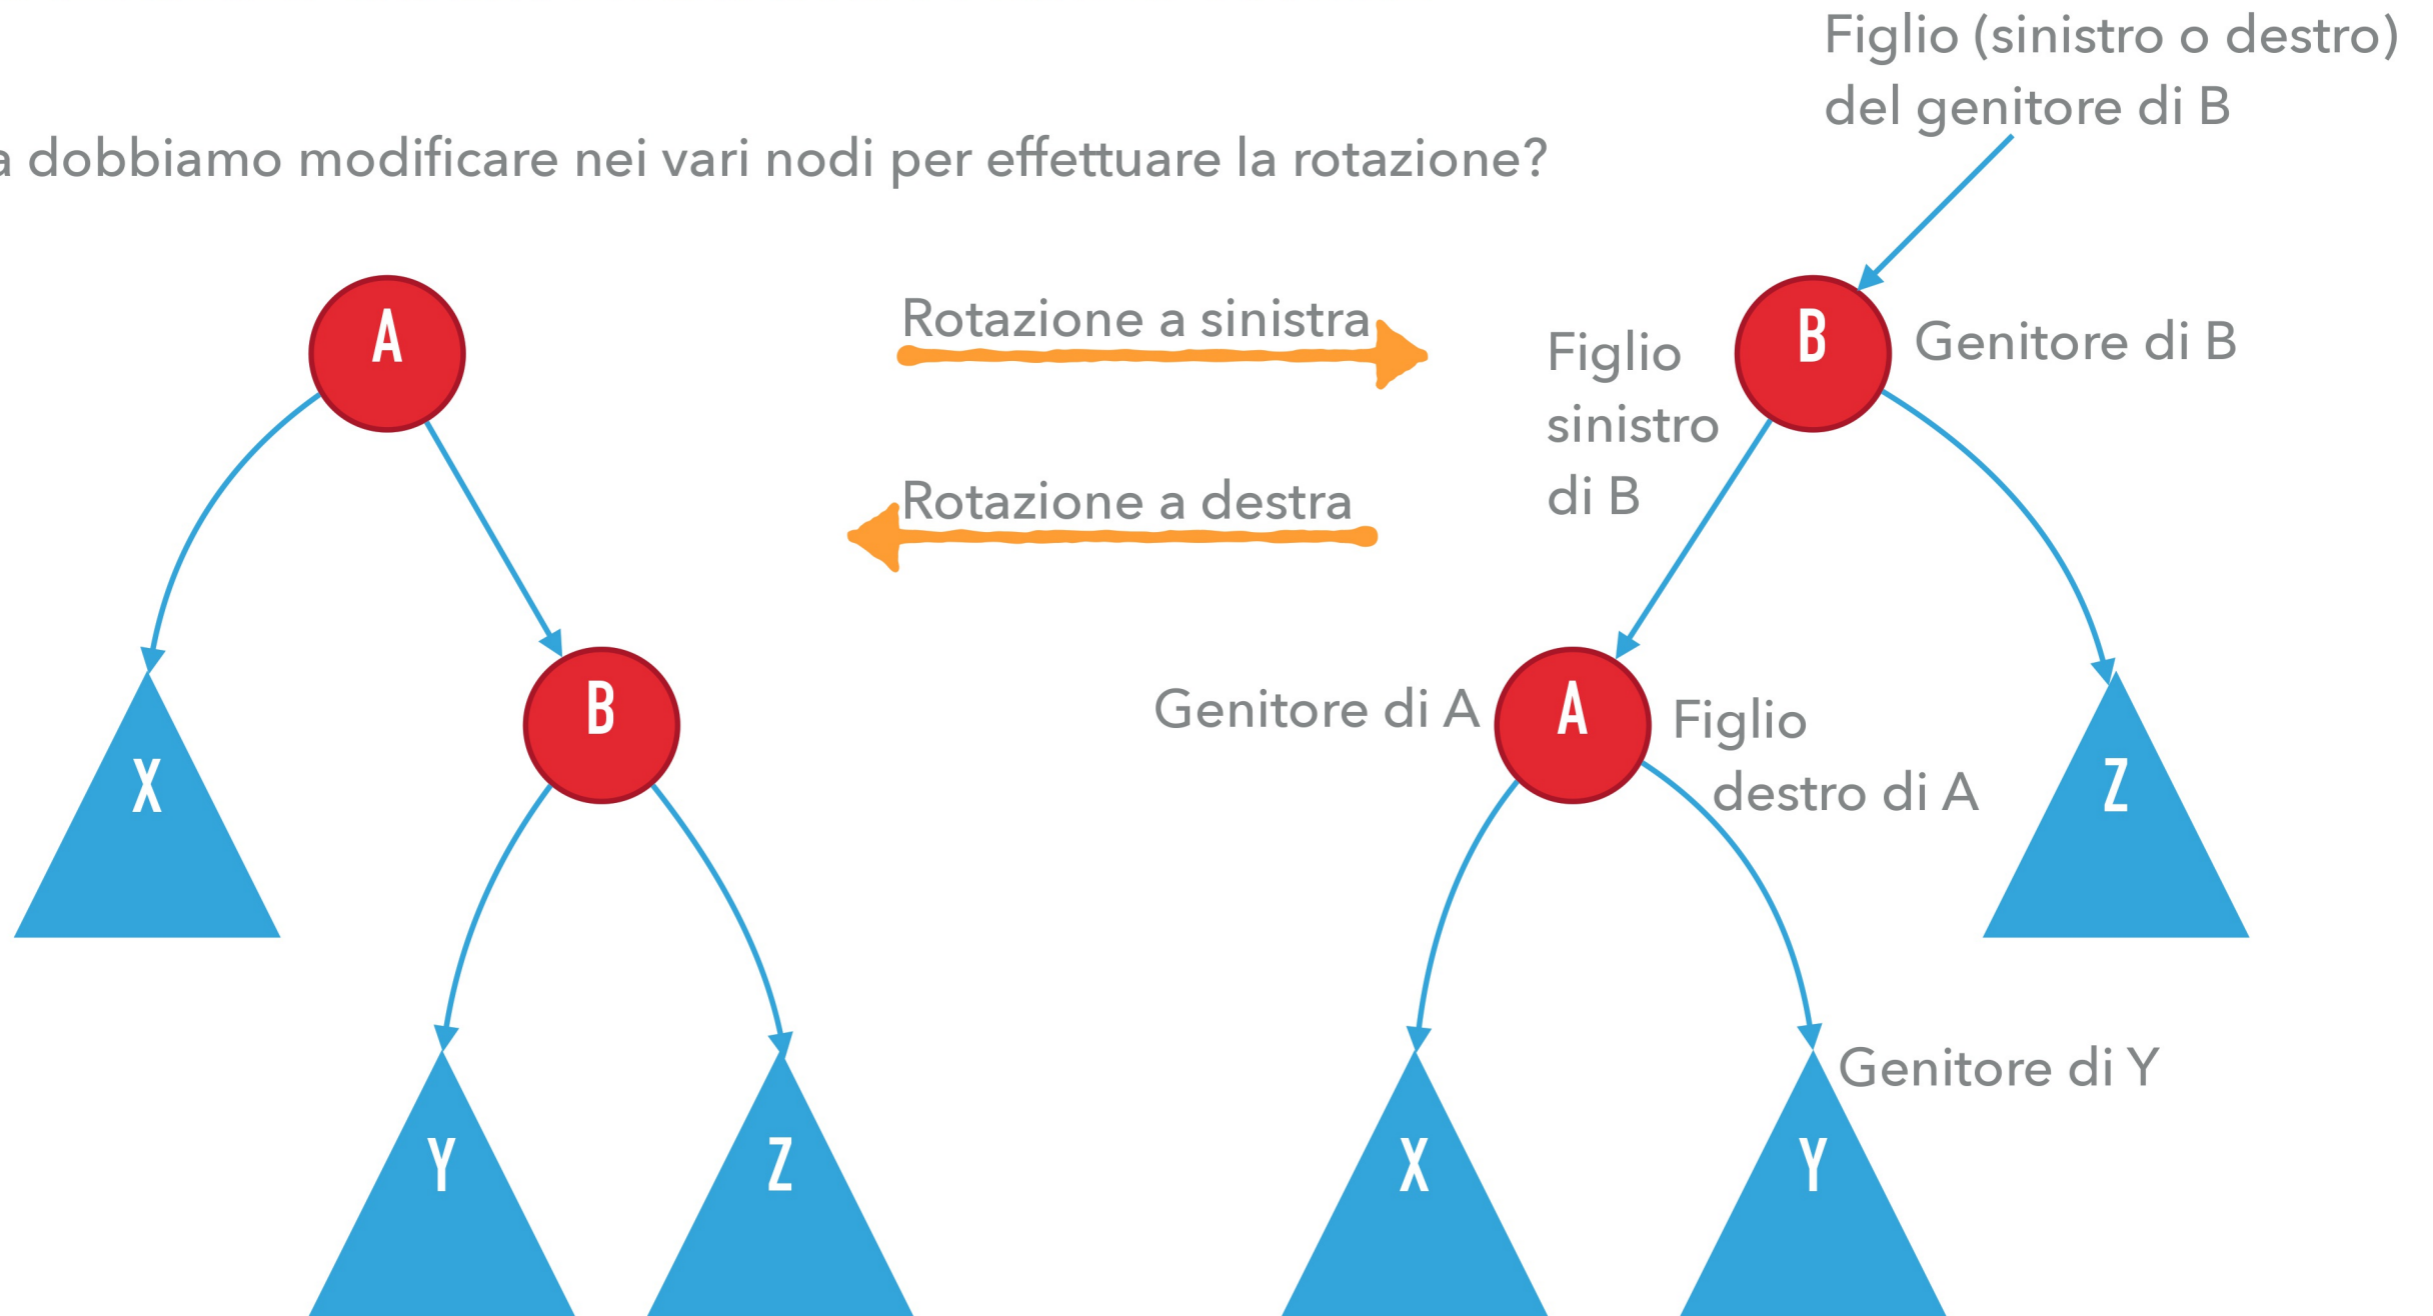 Figlio (sinistro o destro)
del genitore di B
a dobbiamo modificare nei vari nodi per effettuare la rotazione?
A
Rotazione a sinistra
B
Genitore di B
Figlio
sinistro
di B
Rotazione a destra
B
Genitore di A
A
Figlio
destro di A
X
Z
Genitore di Y
Y
Z
X
Y